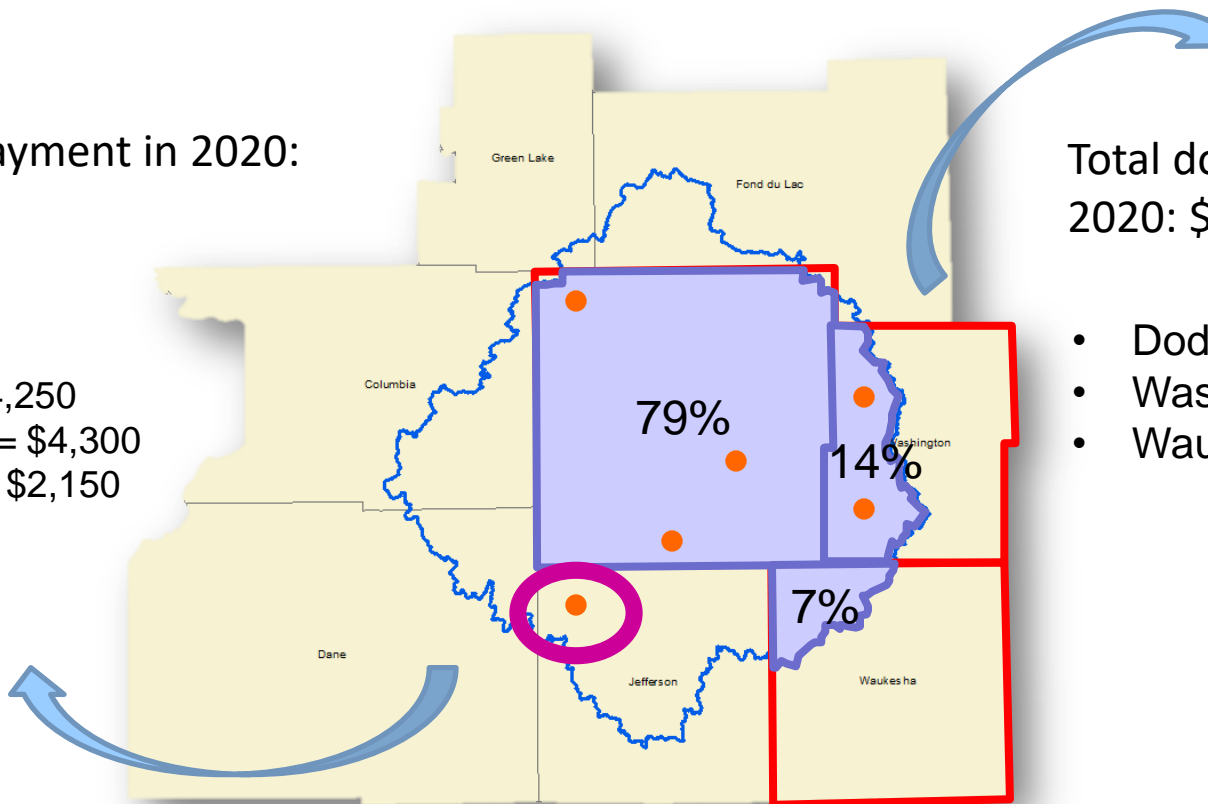 ayment in 2020:
,250
= $4,300
$2,150
Green Lake
Fond du Lac
Columbia
79%
14%
Washington
7%
Dane
Jefferson
Waukesha
Total do
2020: $
• Dod
• Was
• Wau